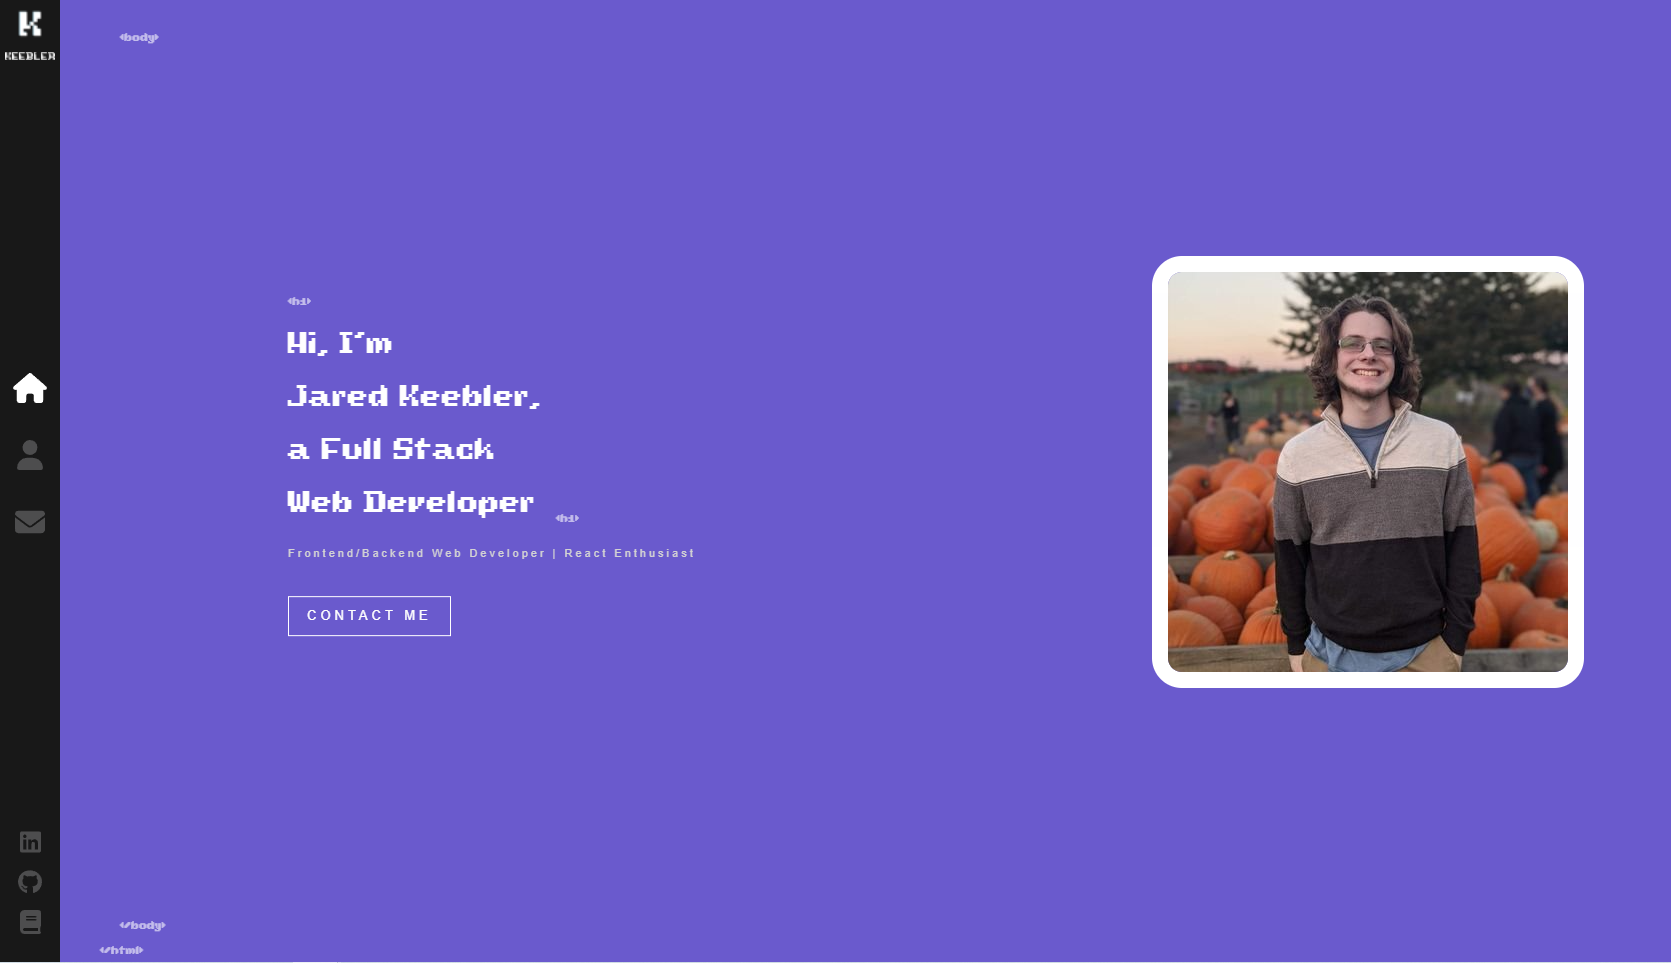 K
KEEBLER
<body>
<h1>
Hi, I'm
Jared Keebler,
a Full Stack
Web Developer
<h1>
Frontend/Backend Web Developer | React Enthusiast
CONTACT ME
in
</body>
</html>